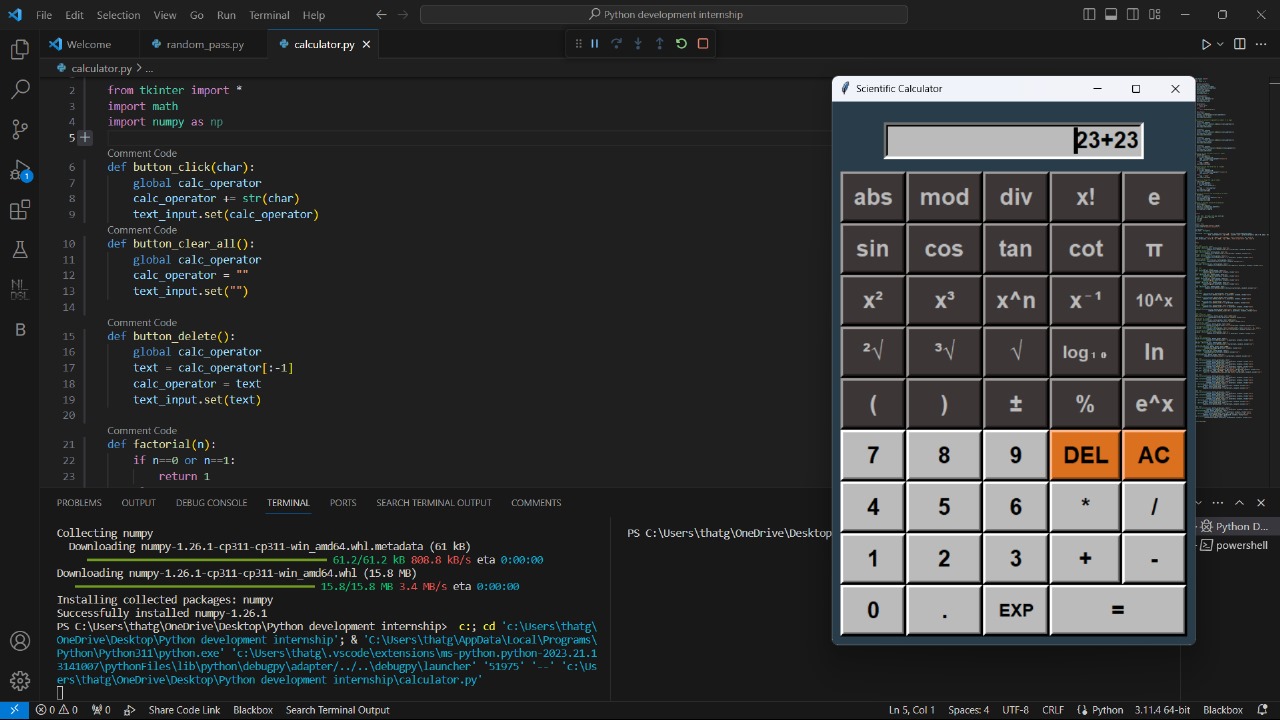 File Edit Selection View Go Run Terminal Help
Python development internship
Welcome
random_pass.py
calculator.py
calculator.py > ...
2 from tkinter import *
3 import math
4 import numpy as np
5
Comment Code
6 def button_click(char):
7 global calc_operator
8 calc_operator += str(char)
9 text_input.set(calc_operator)
Comment Code
10 def button_clear_all():
11 global calc_operator
12 calc_operator = ""
13 text_input.set("")
14
Comment Code
15 def button_delete():
16 global calc_operator
17 text = calc_operator[:-1]
18 calc_operator = text
19 text_input.set(text)
20
Comment Code
21 def factorial(n):
22 if n==0 or n==1:
23 return 1
PROBLEMS OUTPUT DEBUG CONSOLE TERMINAL PORTS SEARCH TERMINAL OUTPUT COMMENTS
Collecting numpy
Downloading numpy-1.26.1-cp311-cp311-win_amd64.whl.metadata (61 kB)
61.2/61.2 kB 808.8 kB/s eta 0:00:00
Downloading numpy-1.26.1-cp311-cp311-win_amd64.whl (15.8 MB)
15.8/15.8 MB 3.4 MB/s eta 0:00:00
Installing collected packages: numpy
Successfully installed numpy-1.26.1
PS C:\Users\thatg\OneDrive\Desktop\Python development internship> c:; cd 'c:\Users\thatg\
OneDrive\Desktop\Python development internship'; & 'C:\Users\thatg\AppData\Local\Programs\
Python\Python311\python.exe' 'c:\Users\thatg\.vscode\extensions\ms-python.python-2023.21.1
3141007\pythonFiles\lib\python\debugpy\adapter/../..\debugpy\launcher' '51975' '--' 'c:\Us
ers\thatg\OneDrive\Desktop\Python development internship\calculator.py'
PS C:\Users\thatg\OneDrive\Desktop
Python D...
powershell
Scientific Calculator
23+23
abs mod div x! e
sin cos tan cot π
x² x³ x^n x⁻¹ 10^x
²√ ³√ √ log₁₀ ln
( ) ± % e^x
7 8 9 DEL AC
4 5 6 * /
1 2 3 + -
0 . EXP =
NL
DSL
B
1
0 0 0 Share Code Link Blackbox Search Terminal Output
Ln 5, Col 1 Spaces: 4 UTF-8 CRLF Python 3.11.4 64-bit Blackbox